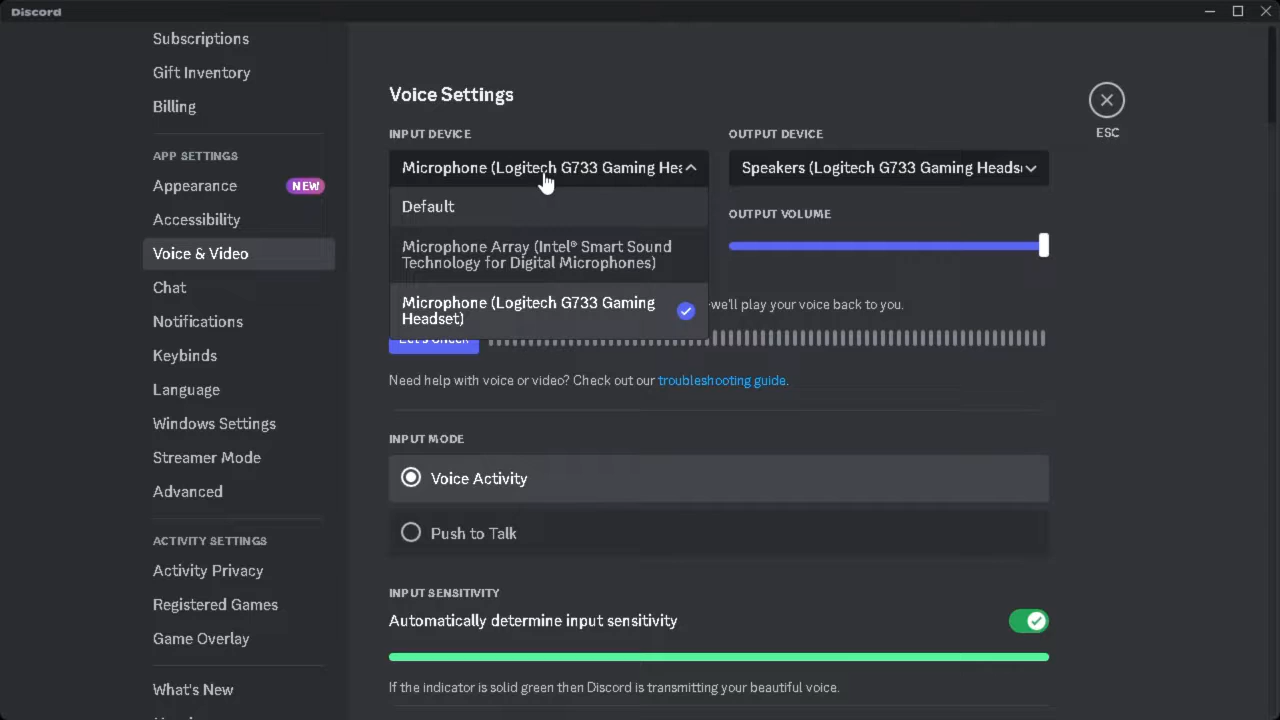 Discord
Subscriptions
Gift Inventory
Billing
APP SETTINGS
Appearance NEW
Accessibility
Voice & Video
Chat
Notifications
Keybinds
Language
Windows Settings
Streamer Mode
Advanced
ACTIVITY SETTINGS
Activity Privacy
Registered Games
Game Overlay
What's New
Voice Settings
ESC
INPUT DEVICE
Microphone (Logitech G733 Gaming Hea
Default
Microphone Array (Intel® Smart Sound
Technology for Digital Microphones)
Microphone (Logitech G733 Gaming
Headset)
OUTPUT DEVICE
Speakers (Logitech G733 Gaming Heads
OUTPUT VOLUME
we'll play your voice back to you.
Let's Check
Need help with voice or video? Check out our troubleshooting guide.
INPUT MODE
Voice Activity
Push to Talk
INPUT SENSITIVITY
Automatically determine input sensitivity
If the indicator is solid green then Discord is transmitting your beautiful voice.